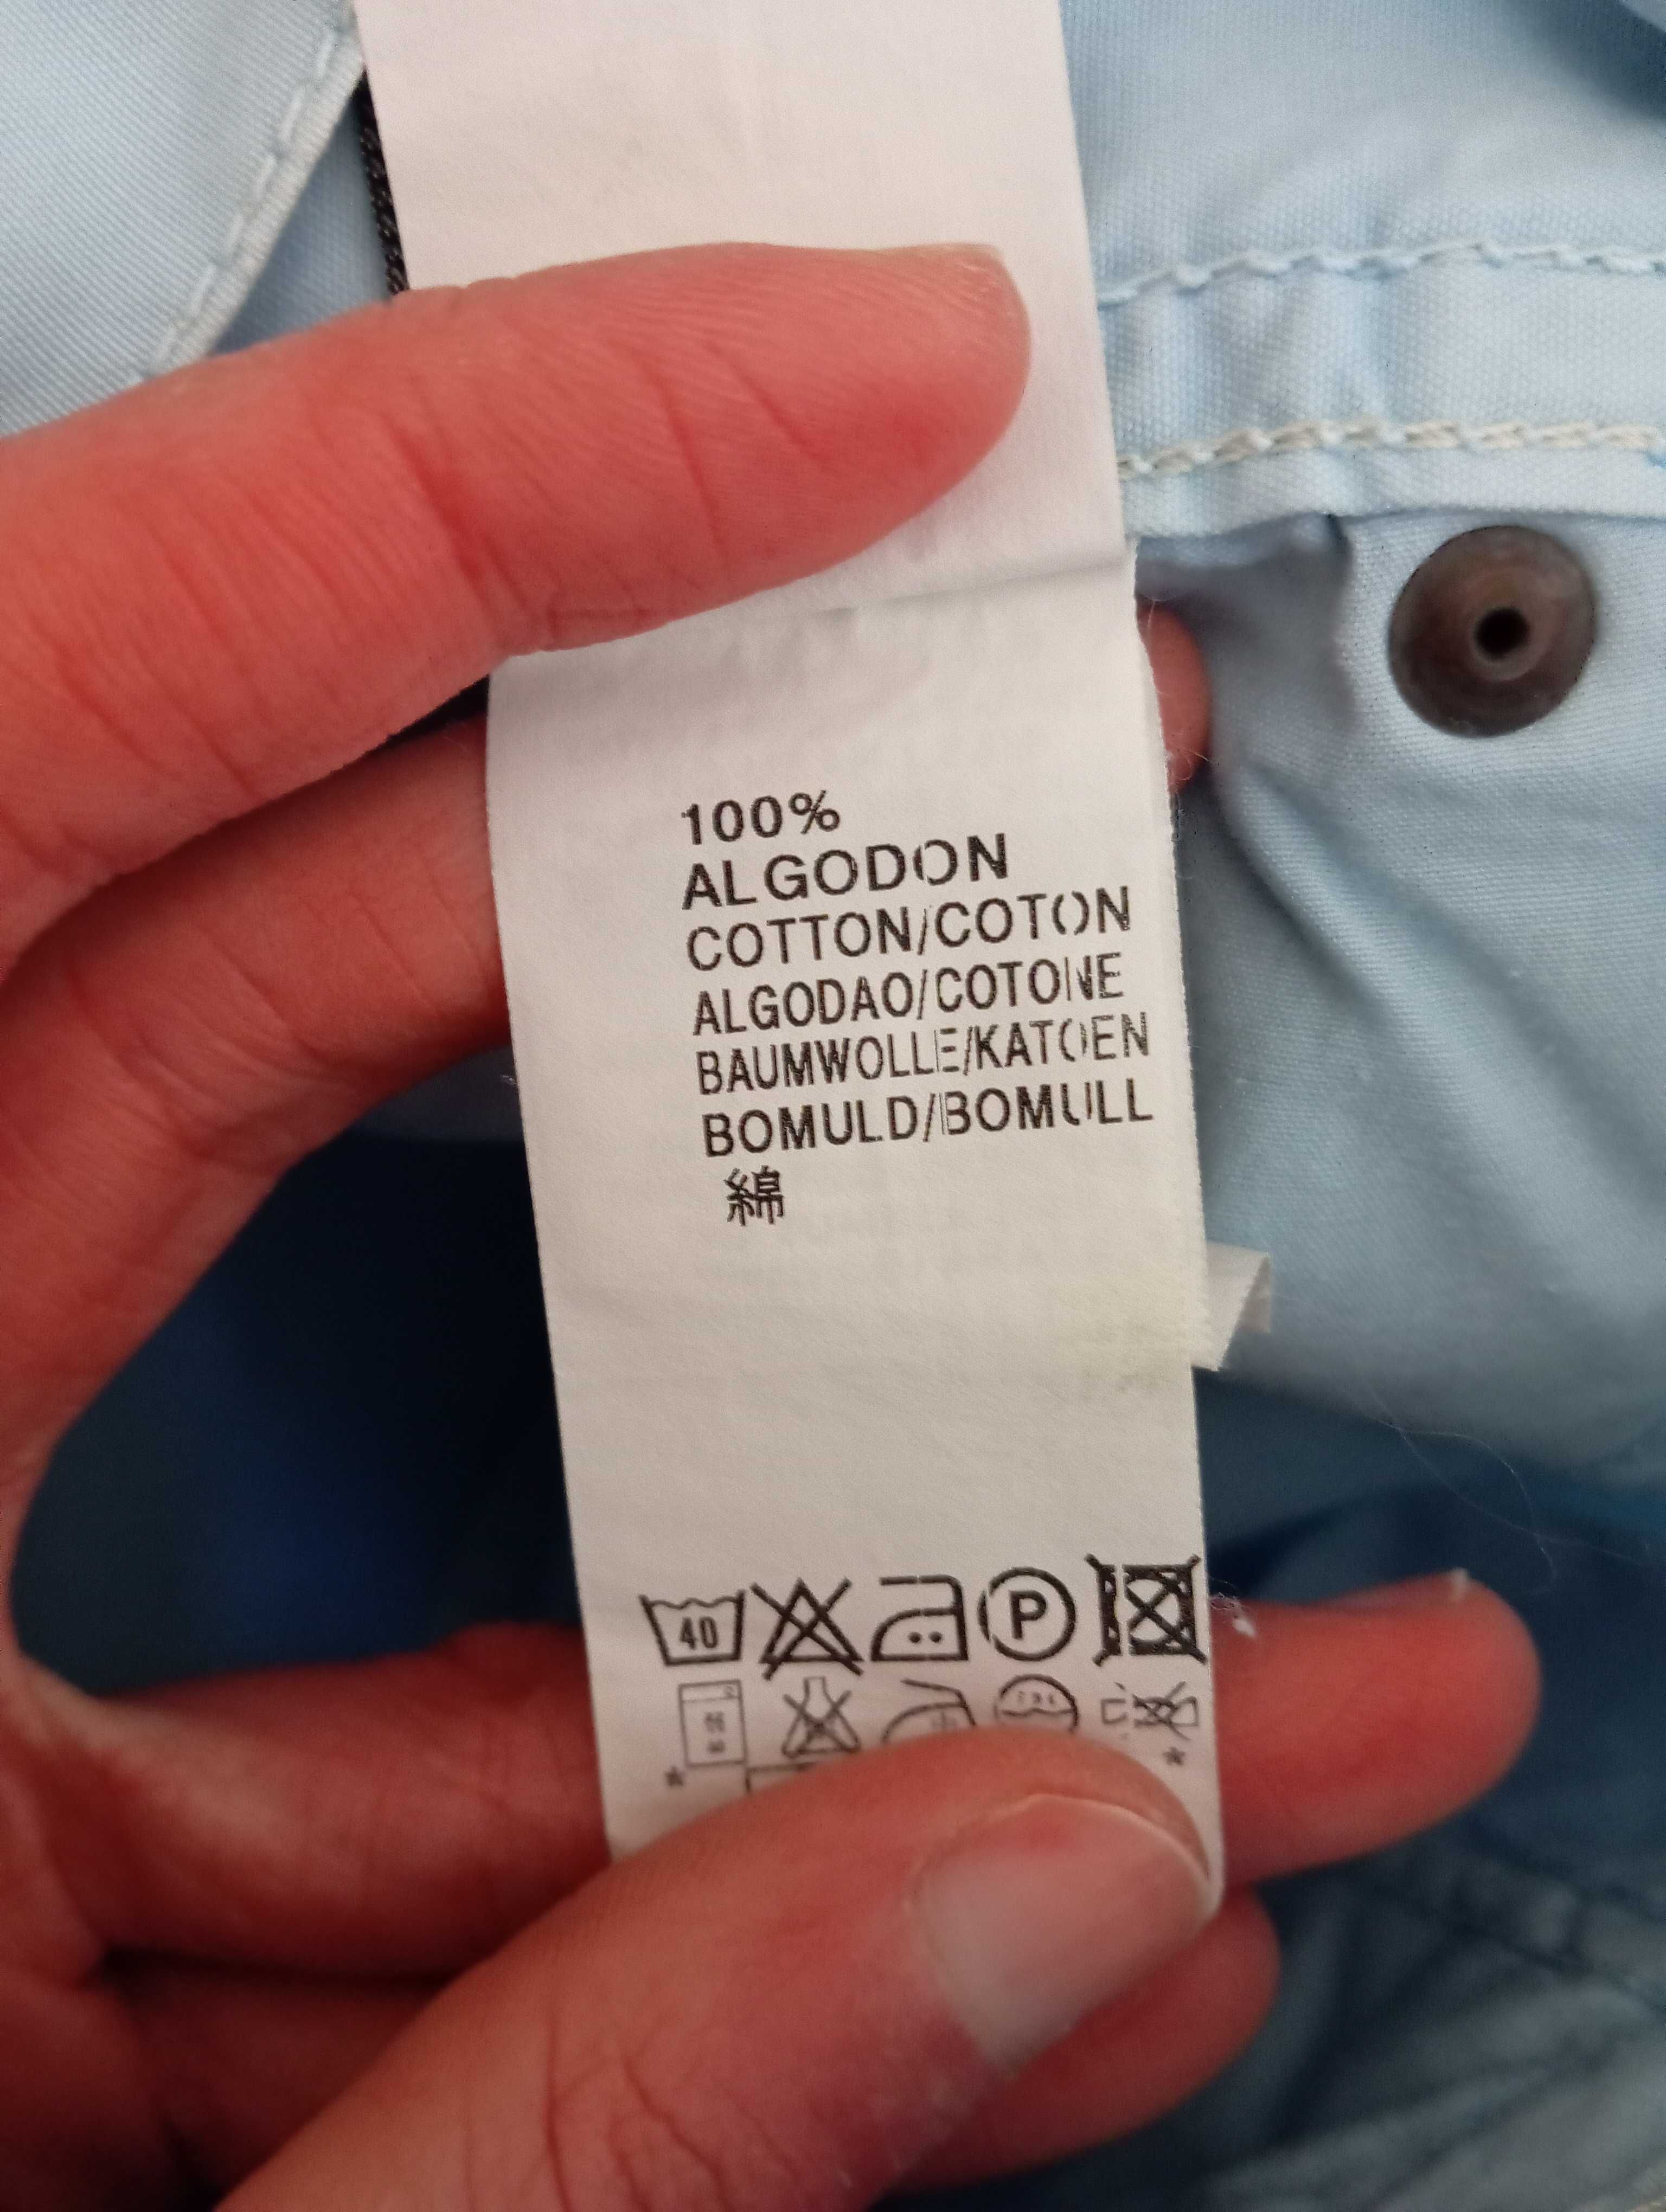 100%
ALGODON
COTTON/COTON
ALGODAO/COTONE
BAUMWOLLE/KATOEN
BOMULD/BOMULL
綿
40 P